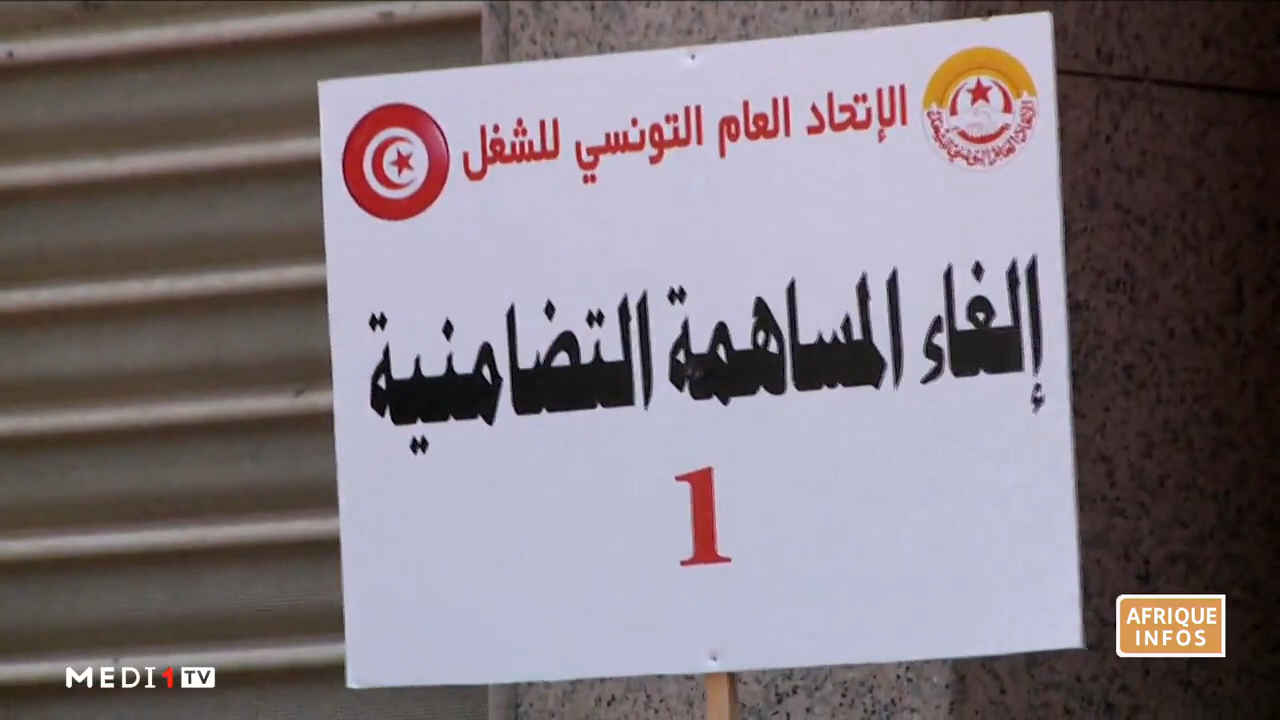 الإتحاد العام التونسي للشغل
إلغاء المساهمة التضامنية
1
AFRIQUE
INFOS
MEDI1TV